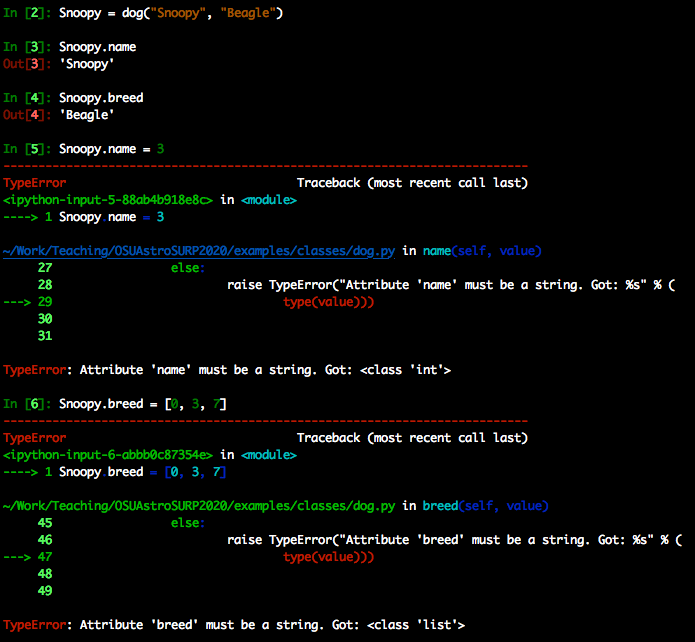 In [2]: Snoopy = dog("Snoopy", "Beagle")
In [3]: Snoopy.name
Out[3]: 'Snoopy'
In [4]: Snoopy.breed
Out[4]: 'Beagle'
In [5]: Snoopy.name = 3
---------------------------------------------------------------------------
TypeError                                 Traceback (most recent call last)
<ipython-input-5-88ab4b918e8c> in <module>
----> 1 Snoopy.name = 3
~/Work/Teaching/OSUAstroSURP2020/examples/classes/dog.py in name(self, value)
     27                 else:
     28                         raise TypeError("Attribute 'name' must be a string. Got: %s" % (
---> 29                                 type(value)))
     30
     31
TypeError: Attribute 'name' must be a string. Got: <class 'int'>
In [6]: Snoopy.breed = [0, 3, 7]
---------------------------------------------------------------------------
TypeError                                 Traceback (most recent call last)
<ipython-input-6-abbb0c87354e> in <module>
----> 1 Snoopy.breed = [0, 3, 7]
~/Work/Teaching/OSUAstroSURP2020/examples/classes/dog.py in breed(self, value)
     45                 else:
     46                         raise TypeError("Attribute 'breed' must be a string. Got: %s" % (
---> 47                                 type(value)))
     48
     49
TypeError: Attribute 'breed' must be a string. Got: <class 'list'>